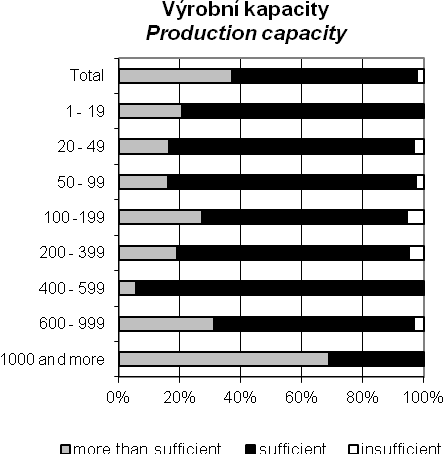 Výrobní kapacity
Production capacity
Total
1 - 19
20 - 49
50 - 99
100 -199
200 - 399
400 - 599
600 - 999
1000 and more
0% 20% 40% 60% 80% 100%
more than sufficient sufficient insufficient